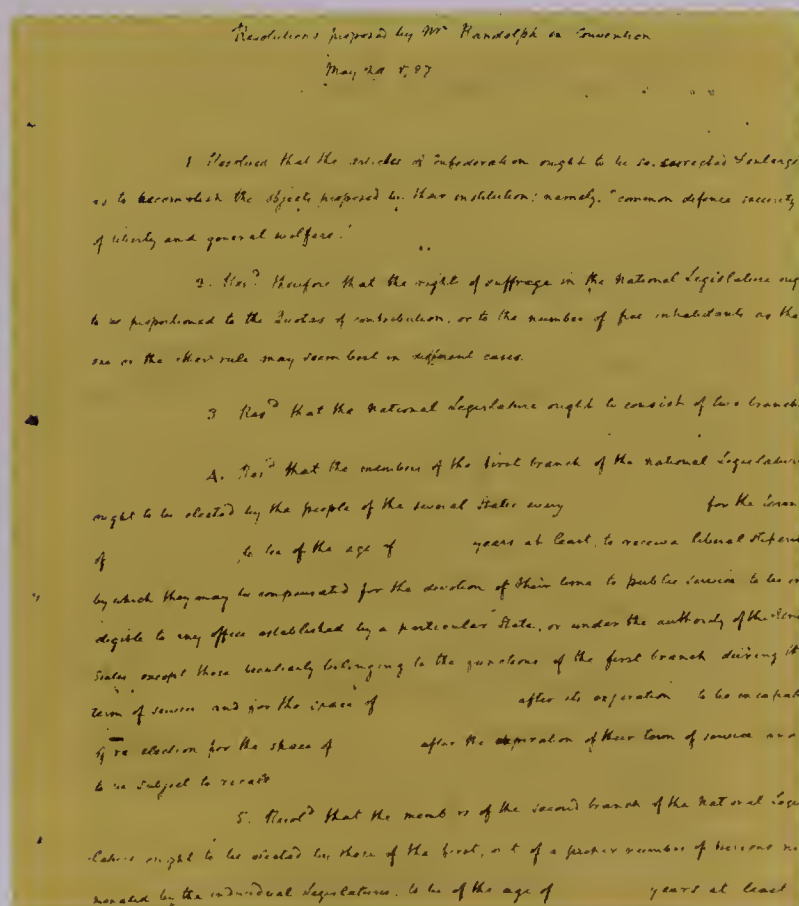 Resolutions proposed by Mr Randolph in Convention
May 29 1787
1 Resolved that the articles of Confederation ought to be so corrected & enlarge
as to accomplish the objects proposed by their institution; namely, "common defence security
of liberty and general welfare."
2. Resd therefore that the right of suffrage in the National Legislature oug
to be proportioned to the Quotas of contribution, or to the number of free inhabitants as the
one or the other rule may seem best in different cases.
3 Resd that the National Legislature ought to consist of two branch
4. Resd that the members of the first branch of the national Legislature
ought to be elected by the people of the several States every for the term
of to be of the age of years at least, to receive liberal stipends
by which they may be compensated for the devotion of their time to public service to be in
eligible to any office established by a particular State, or under the authority of the
States except those peculiarly belonging to the functions of the first branch during it
term of service and for the space of after its expiration to be incapab
of re election for the space of after the expiration of their term of service and
to be subject to recall
5. Resold that the members of the second branch of the National Legis
lature ought to be elected by those of the first, out of a proper number of persons no
minated by the individual Legislatures, to be of the age of years at least